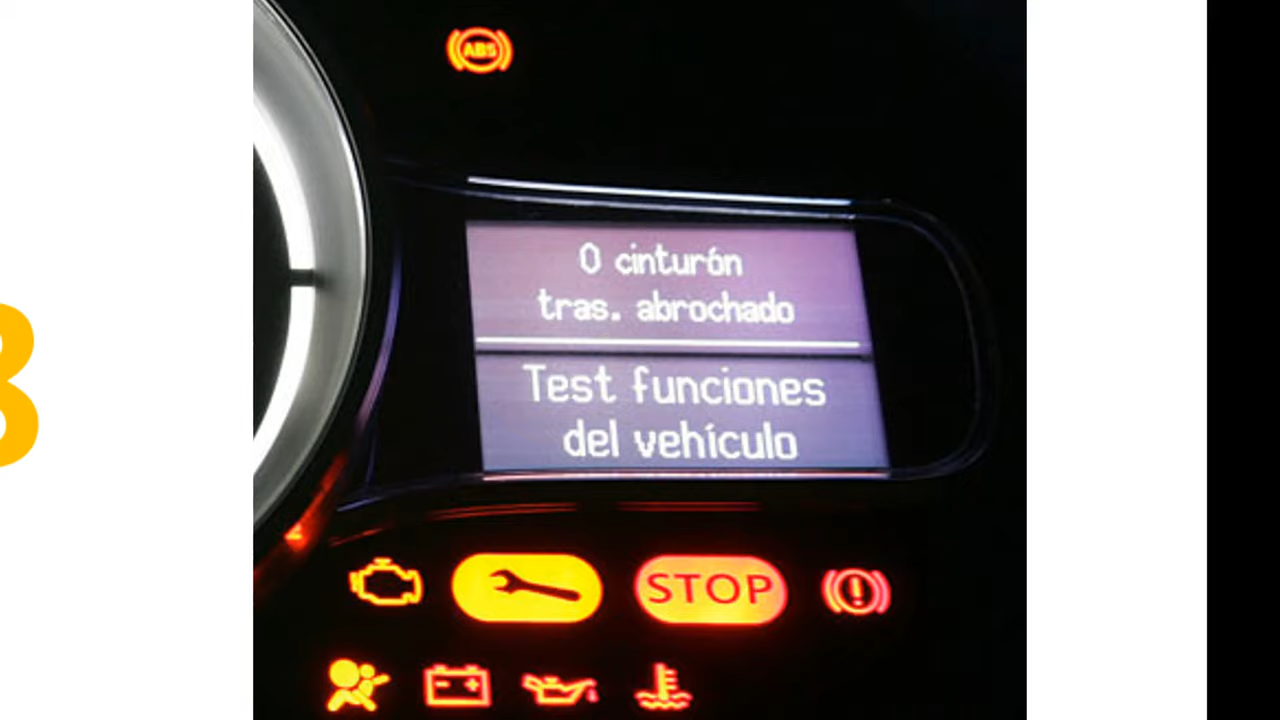 ABS
0 cinturón
tras. abrochado
Test funciones
del vehículo
STOP